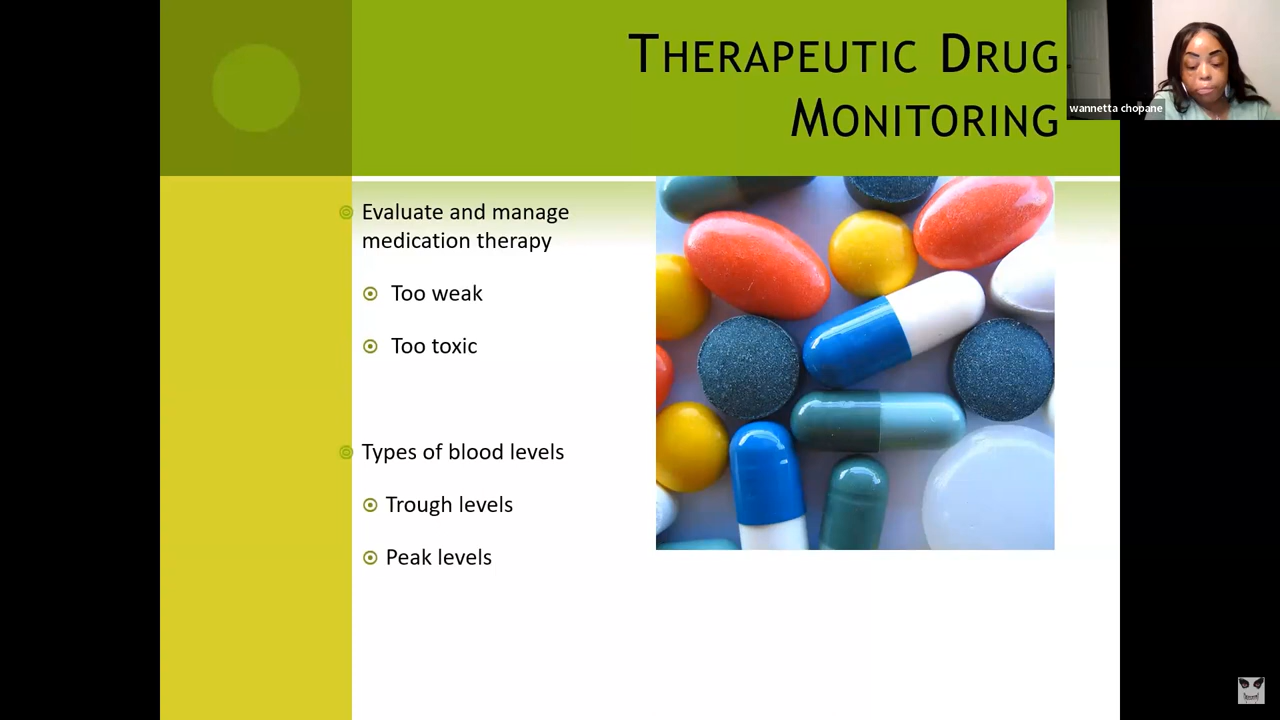 THERAPEUTIC DRUG
MONITORING
wannetta chopane
Evaluate and manage
medication therapy
Too weak
Too toxic
Types of blood levels
Trough levels
Peak levels